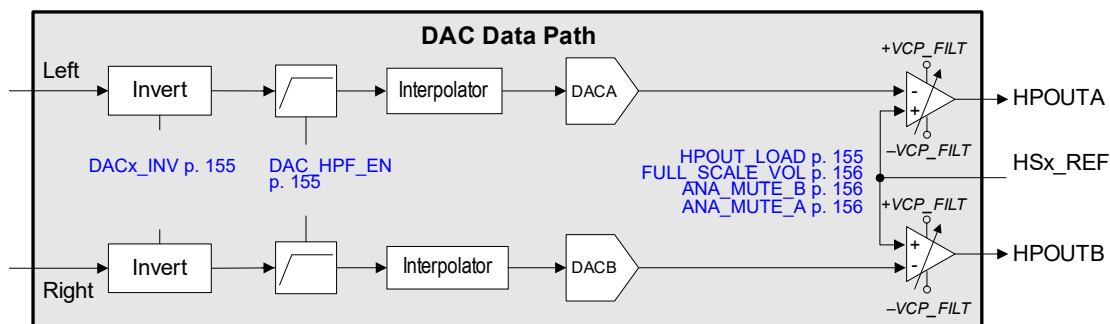 DAC Data Path
+VCP_FILT
Left
Invert
Interpolator
DACA
-
+
HPOUTA
–VCP_FILT
DACx_INV p. 155
DAC_HPF_EN
p. 155
HPOUT_LOAD p. 155
FULL_SCALE_VOL p. 156
ANA_MUTE_B p. 156
ANA_MUTE_A p. 156
HSx_REF
+VCP_FILT
+
-
Invert
Interpolator
DACB
HPOUTB
Right
–VCP_FILT